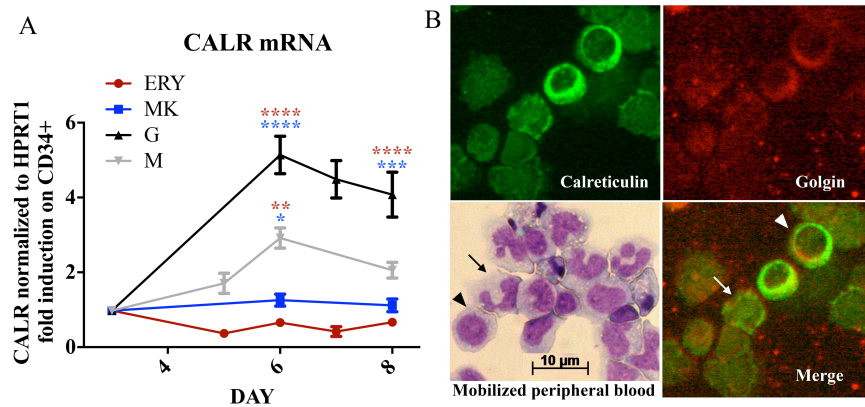 A
CALR mRNA
ERY
MK
G
M
CALR normalized to HPRT1
fold induction on CD34+
6
4
2
0
****
****
****
***
**
*
4
6
8
DAY
B
Calreticulin
Golgin
10 µm
Mobilized peripheral blood
Merge